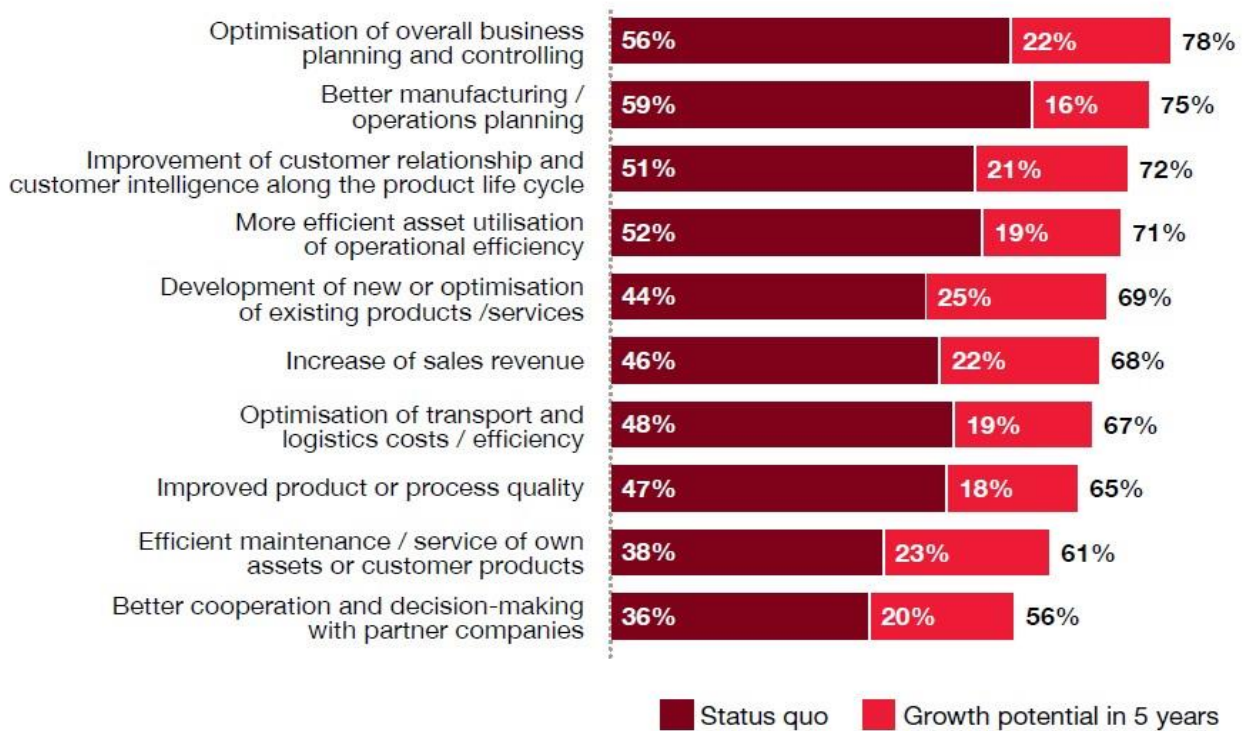 Optimisation of overall business
planning and controlling
56% 22% 78%
Better manufacturing /
operations planning
59% 16% 75%
Improvement of customer relationship and
customer intelligence along the product life cycle
51% 21% 72%
More efficient asset utilisation
of operational efficiency
52% 19% 71%
Development of new or optimisation
of existing products /services
44% 25% 69%
Increase of sales revenue
46% 22% 68%
Optimisation of transport and
logistics costs / efficiency
48% 19% 67%
Improved product or process quality
47% 18% 65%
Efficient maintenance / service of own
assets or customer products
38% 23% 61%
Better cooperation and decision-making
with partner companies
36% 20% 56%
Status quo Growth potential in 5 years